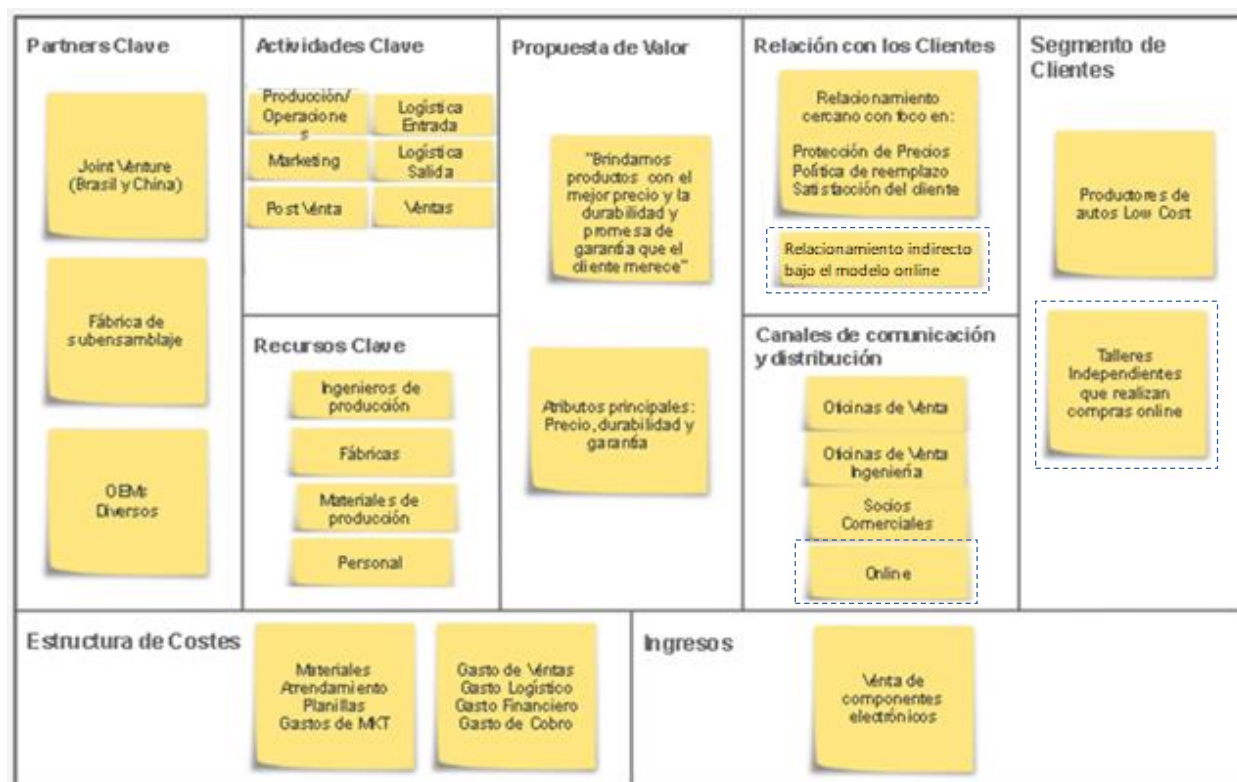 Partners Clave
Joint Venture
(Brasil y China)
Fábrica de
subensamblaje
OEMs
Diversos
Actividades Clave
Producción/
Operacione
s
Logística
Entrada
Marketing
Logística
Salida
Post Venta
Ventas
Recursos Clave
Ingenieros de
producción
Fábricas
Materiales de
producción
Personal
Propuesta de Valor
"Brindamos
productos con el
mejor precio y la
durabilidad y
promesa de
garantía que el
cliente merece"
Atributos principales:
Precio, durabilidad y
garantía
Relación con los Clientes
Relacionamiento
cercano con foco en:
Protección de Precios
Política de reemplazo
Satisfacción del cliente
Relacionamiento indirecto
bajo el modelo online
Canales de comunicación
y distribución
Oficinas de Venta
Oficinas de Venta
Ingeniería
Socios
Comerciales
Online
Segmento de
Clientes
Productores de
autos Low Cost
Talleres
Independientes
que realizan
compras online
Estructura de Costes
Materiales
Arrendamiento
Planillas
Gastos de MKT
Gasto de Ventas
Gasto Logístico
Gasto Financiero
Gasto de Cobro
Ingresos
Venta de
componentes
electrónicos